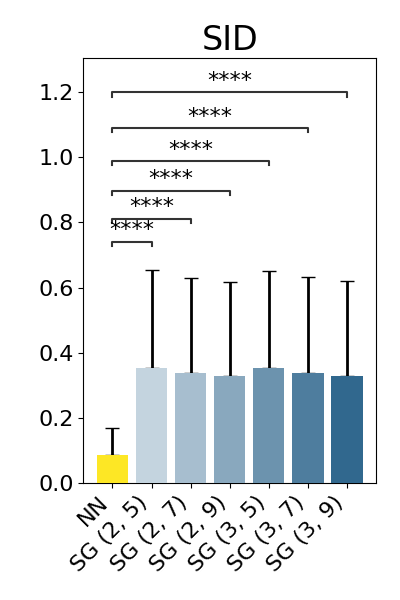 SID
1.2
1.0
0.8
0.6
0.4
0.2
0.0
****
****
****
****
****
****
NN
SG (2, 5)
SG (2, 7)
SG (2, 9)
SG (3, 5)
SG (3, 7)
SG (3, 9)